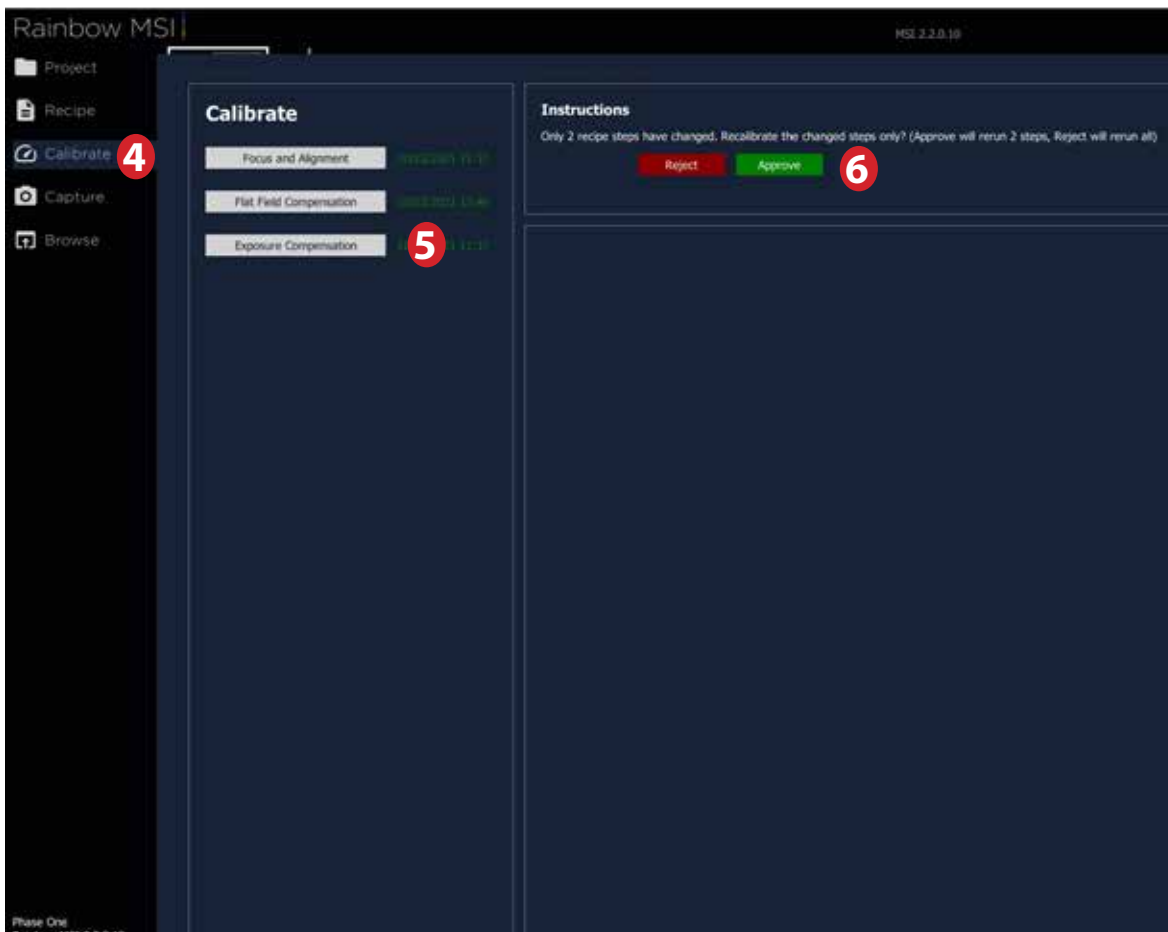 Rainbow MSI
MSI 2.2.0.10
Project
Recipe
Calibrate 4
Capture
Browse
Calibrate
Focus and Alignment
Flat Field Compensation
Exposure Compensation 5
Instructions
Only 2 recipe steps have changed. Recalibrate the changed steps only? (Approve will rerun 2 steps, Reject will rerun all)
Reject Approve 6
Phase One